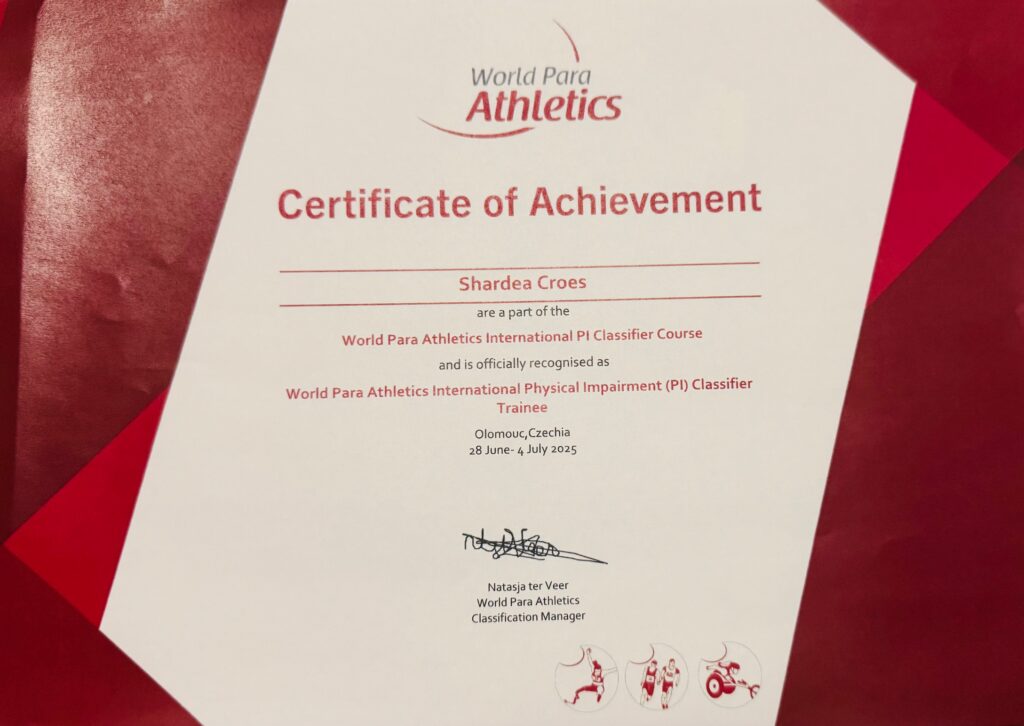 World Para
Athletics
Certificate of Achievement
Shardea Croes
are a part of the
World Para Athletics International PI Classifier Course
and is officially recognised as
World Para Athletics International Physical Impairment (PI) Classifier
Trainee
Olomouc,Czechia
28 June- 4 July 2025
Natasja ter Veer
World Para Athletics
Classification Manager